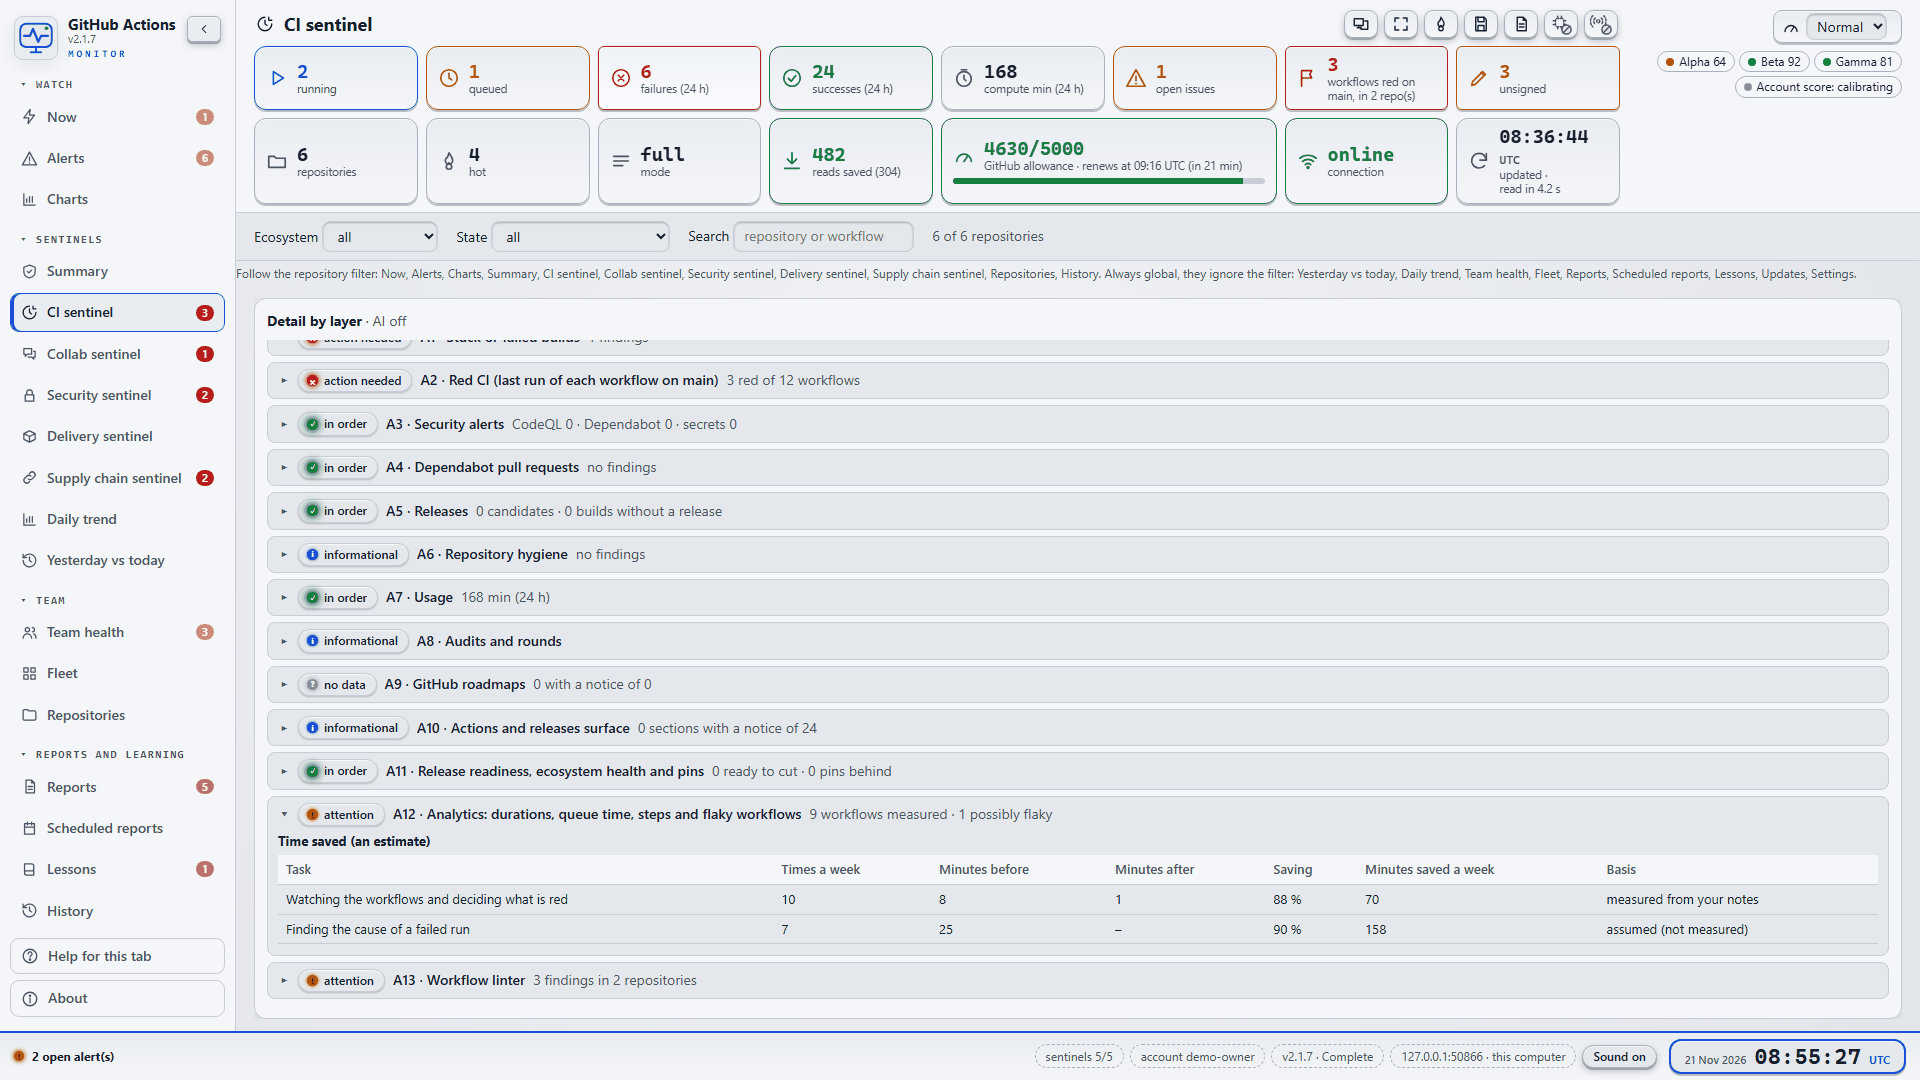 GitHub Actions
v2.1.7
MONITOR
WATCH
Now 1
Alerts 6
Charts
SENTINELS
Summary
CI sentinel 3
Collab sentinel 1
Security sentinel 2
Delivery sentinel
Supply chain sentinel 2
Daily trend
Yesterday vs today
TEAM
Team health 3
Fleet
Repositories
REPORTS AND LEARNING
Reports 5
Scheduled reports
Lessons 1
History
Help for this tab
About
CI sentinel
Normal
Alpha 64 Beta 92 Gamma 81
Account score: calibrating
2
running
1
queued
6
failures (24 h)
24
successes (24 h)
168
compute min (24 h)
1
open issues
3
workflows red on
main, in 2 repo(s)
3
unsigned
6
repositories
4
hot
full
mode
482
reads saved (304)
4630/5000
GitHub allowance · renews at 09:16 UTC (in 21 min)
online
connection
08:36:44
UTC
updated ·
read in 4.2 s
Ecosystem all State all Search repository or workflow 6 of 6 repositories
Follow the repository filter: Now, Alerts, Charts, Summary, CI sentinel, Collab sentinel, Security sentinel, Delivery sentinel, Supply chain sentinel, Repositories, History. Always global, they ignore the filter: Yesterday vs today, Daily trend, Team health, Fleet, Reports, Scheduled reports, Lessons, Updates, Settings.
Detail by layer · AI off
action needed A2 · Red CI (last run of each workflow on main) 3 red of 12 workflows
in order A3 · Security alerts CodeQL 0 · Dependabot 0 · secrets 0
in order A4 · Dependabot pull requests no findings
in order A5 · Releases 0 candidates · 0 builds without a release
informational A6 · Repository hygiene no findings
in order A7 · Usage 168 min (24 h)
informational A8 · Audits and rounds
no data A9 · GitHub roadmaps 0 with a notice of 0
informational A10 · Actions and releases surface 0 sections with a notice of 24
in order A11 · Release readiness, ecosystem health and pins 0 ready to cut · 0 pins behind
attention A12 · Analytics: durations, queue time, steps and flaky workflows 9 workflows measured · 1 possibly flaky
Time saved (an estimate)
Task Times a week Minutes before Minutes after Saving Minutes saved a week Basis
Watching the workflows and deciding what is red 10 8 1 88 % 70 measured from your notes
Finding the cause of a failed run 7 25 – 90 % 158 assumed (not measured)
attention A13 · Workflow linter 3 findings in 2 repositories
2 open alert(s)
sentinels 5/5 account demo-owner v2.1.7 · Complete 127.0.0.1:50866 · this computer Sound on 21 Nov 2026 08:55:27 UTC